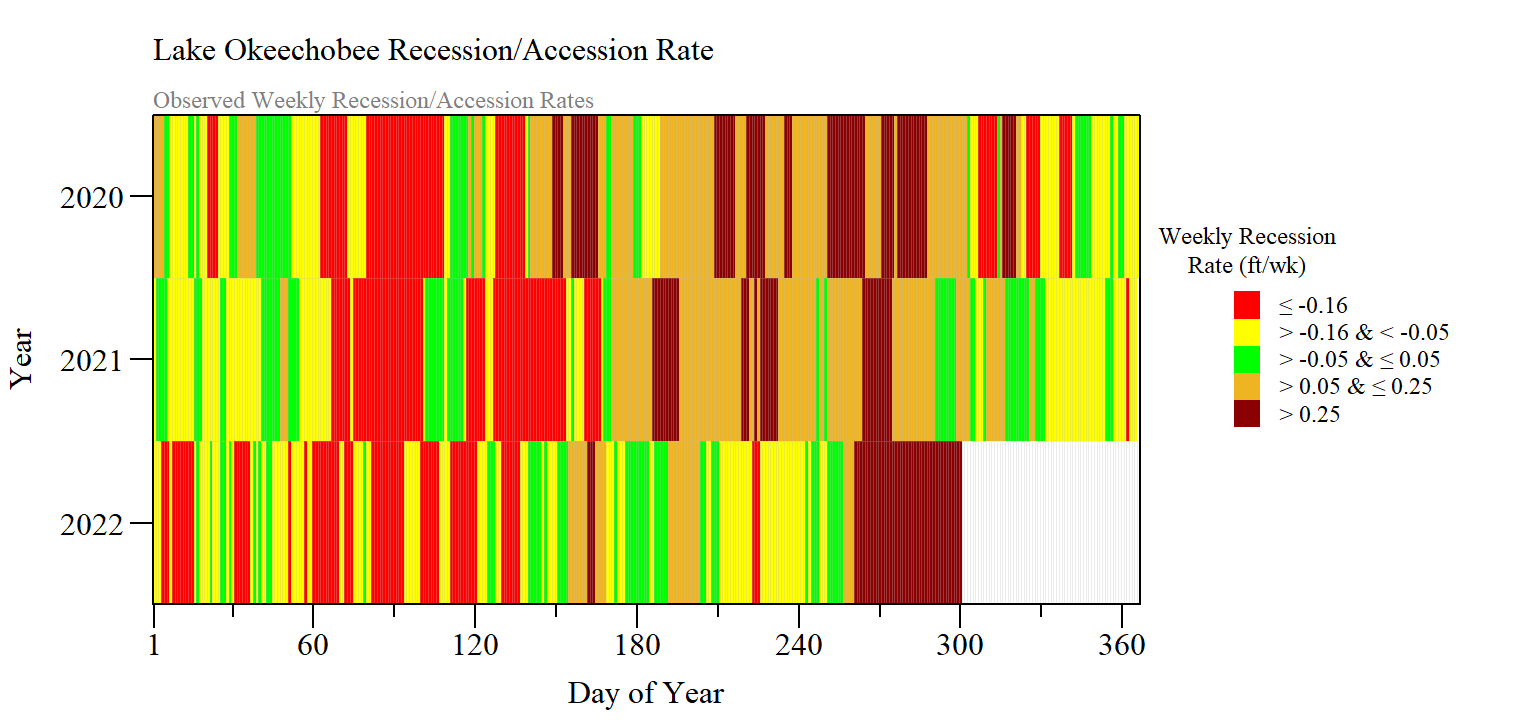 Lake Okeechobee Recession/Accession Rate
Observed Weekly Recession/Accession Rates
Year
2020
2021
2022
1 60 120 180 240 300 360
Day of Year
Weekly Recession
Rate (ft/wk)
≤ -0.16
> -0.16 & < -0.05
> -0.05 & ≤ 0.05
> 0.05 & ≤ 0.25
> 0.25